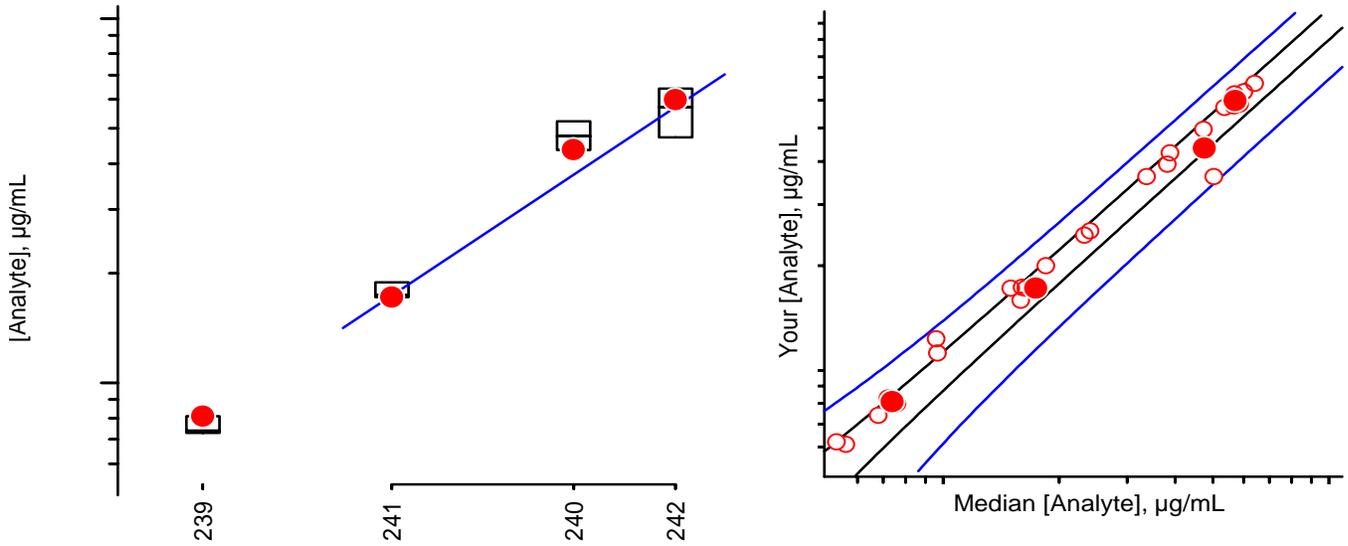 [Analyte], µg/mL
239
241
240
242
Your [Analyte], µg/mL
Median [Analyte], µg/mL